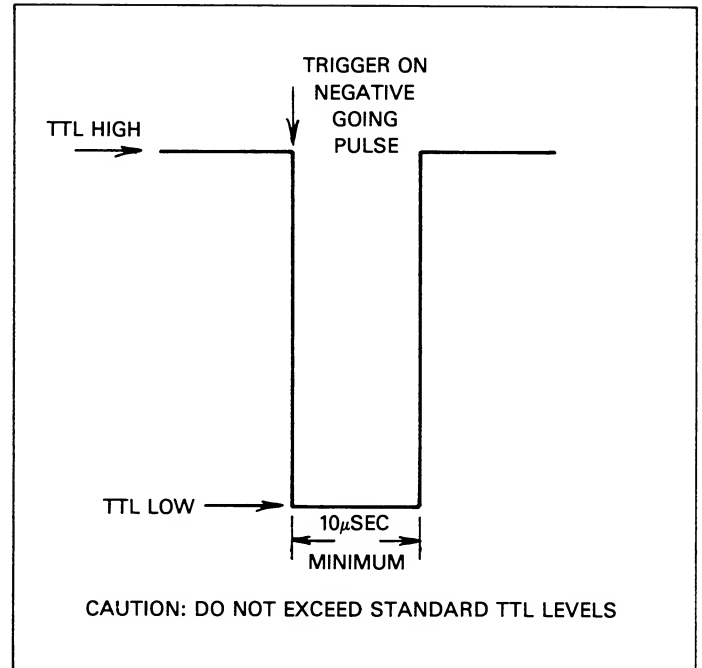 TRIGGER ON
NEGATIVE
GOING
PULSE
TTL HIGH
TTL LOW
10μSEC
MINIMUM
CAUTION: DO NOT EXCEED STANDARD TTL LEVELS